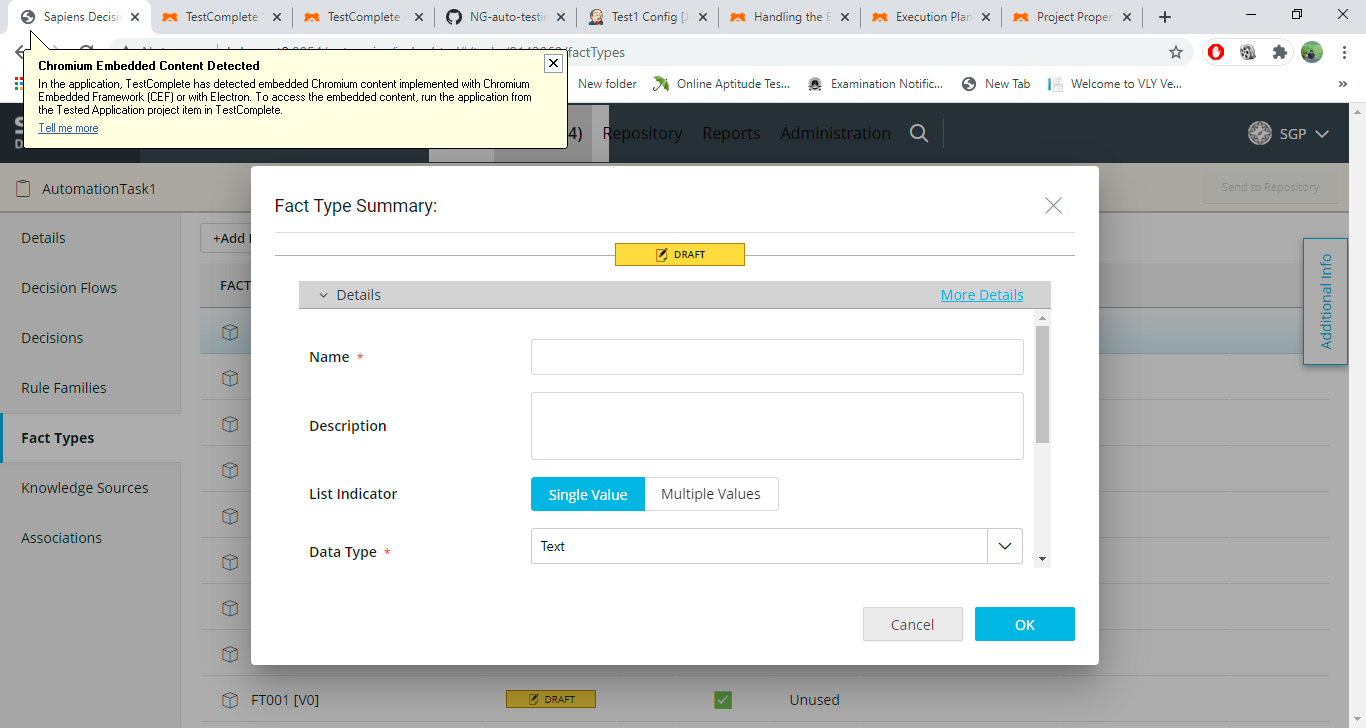 Sapiens Decisi
TestComplete
TestComplete
NG-auto-testi
Test1 Config [J
Handling the E
Execution Plan
Project Proper
factTypes
Chromium Embedded Content Detected
In the application, TestComplete has detected embedded Chromium content implemented with Chromium
Embedded Framework (CEF) or with Electron. To access the embedded content, run the application from
the Tested Application project item in TestComplete.
Tell me more
New folder
Online Aptitude Tes...
Examination Notific...
New Tab
Welcome to VLY Ve...
»
4)
Repository
Reports
Administration
SGP
AutomationTask1
Send to Repository
Details
Decision Flows
Decisions
Rule Families
Fact Types
Knowledge Sources
Associations
+Add
FACT
Fact Type Summary:
DRAFT
Details
More Details
Name *
Description
List Indicator
Single Value
Multiple Values
Data Type *
Text
Cancel
OK
Additional Info
FT001 [V0]
DRAFT
Unused